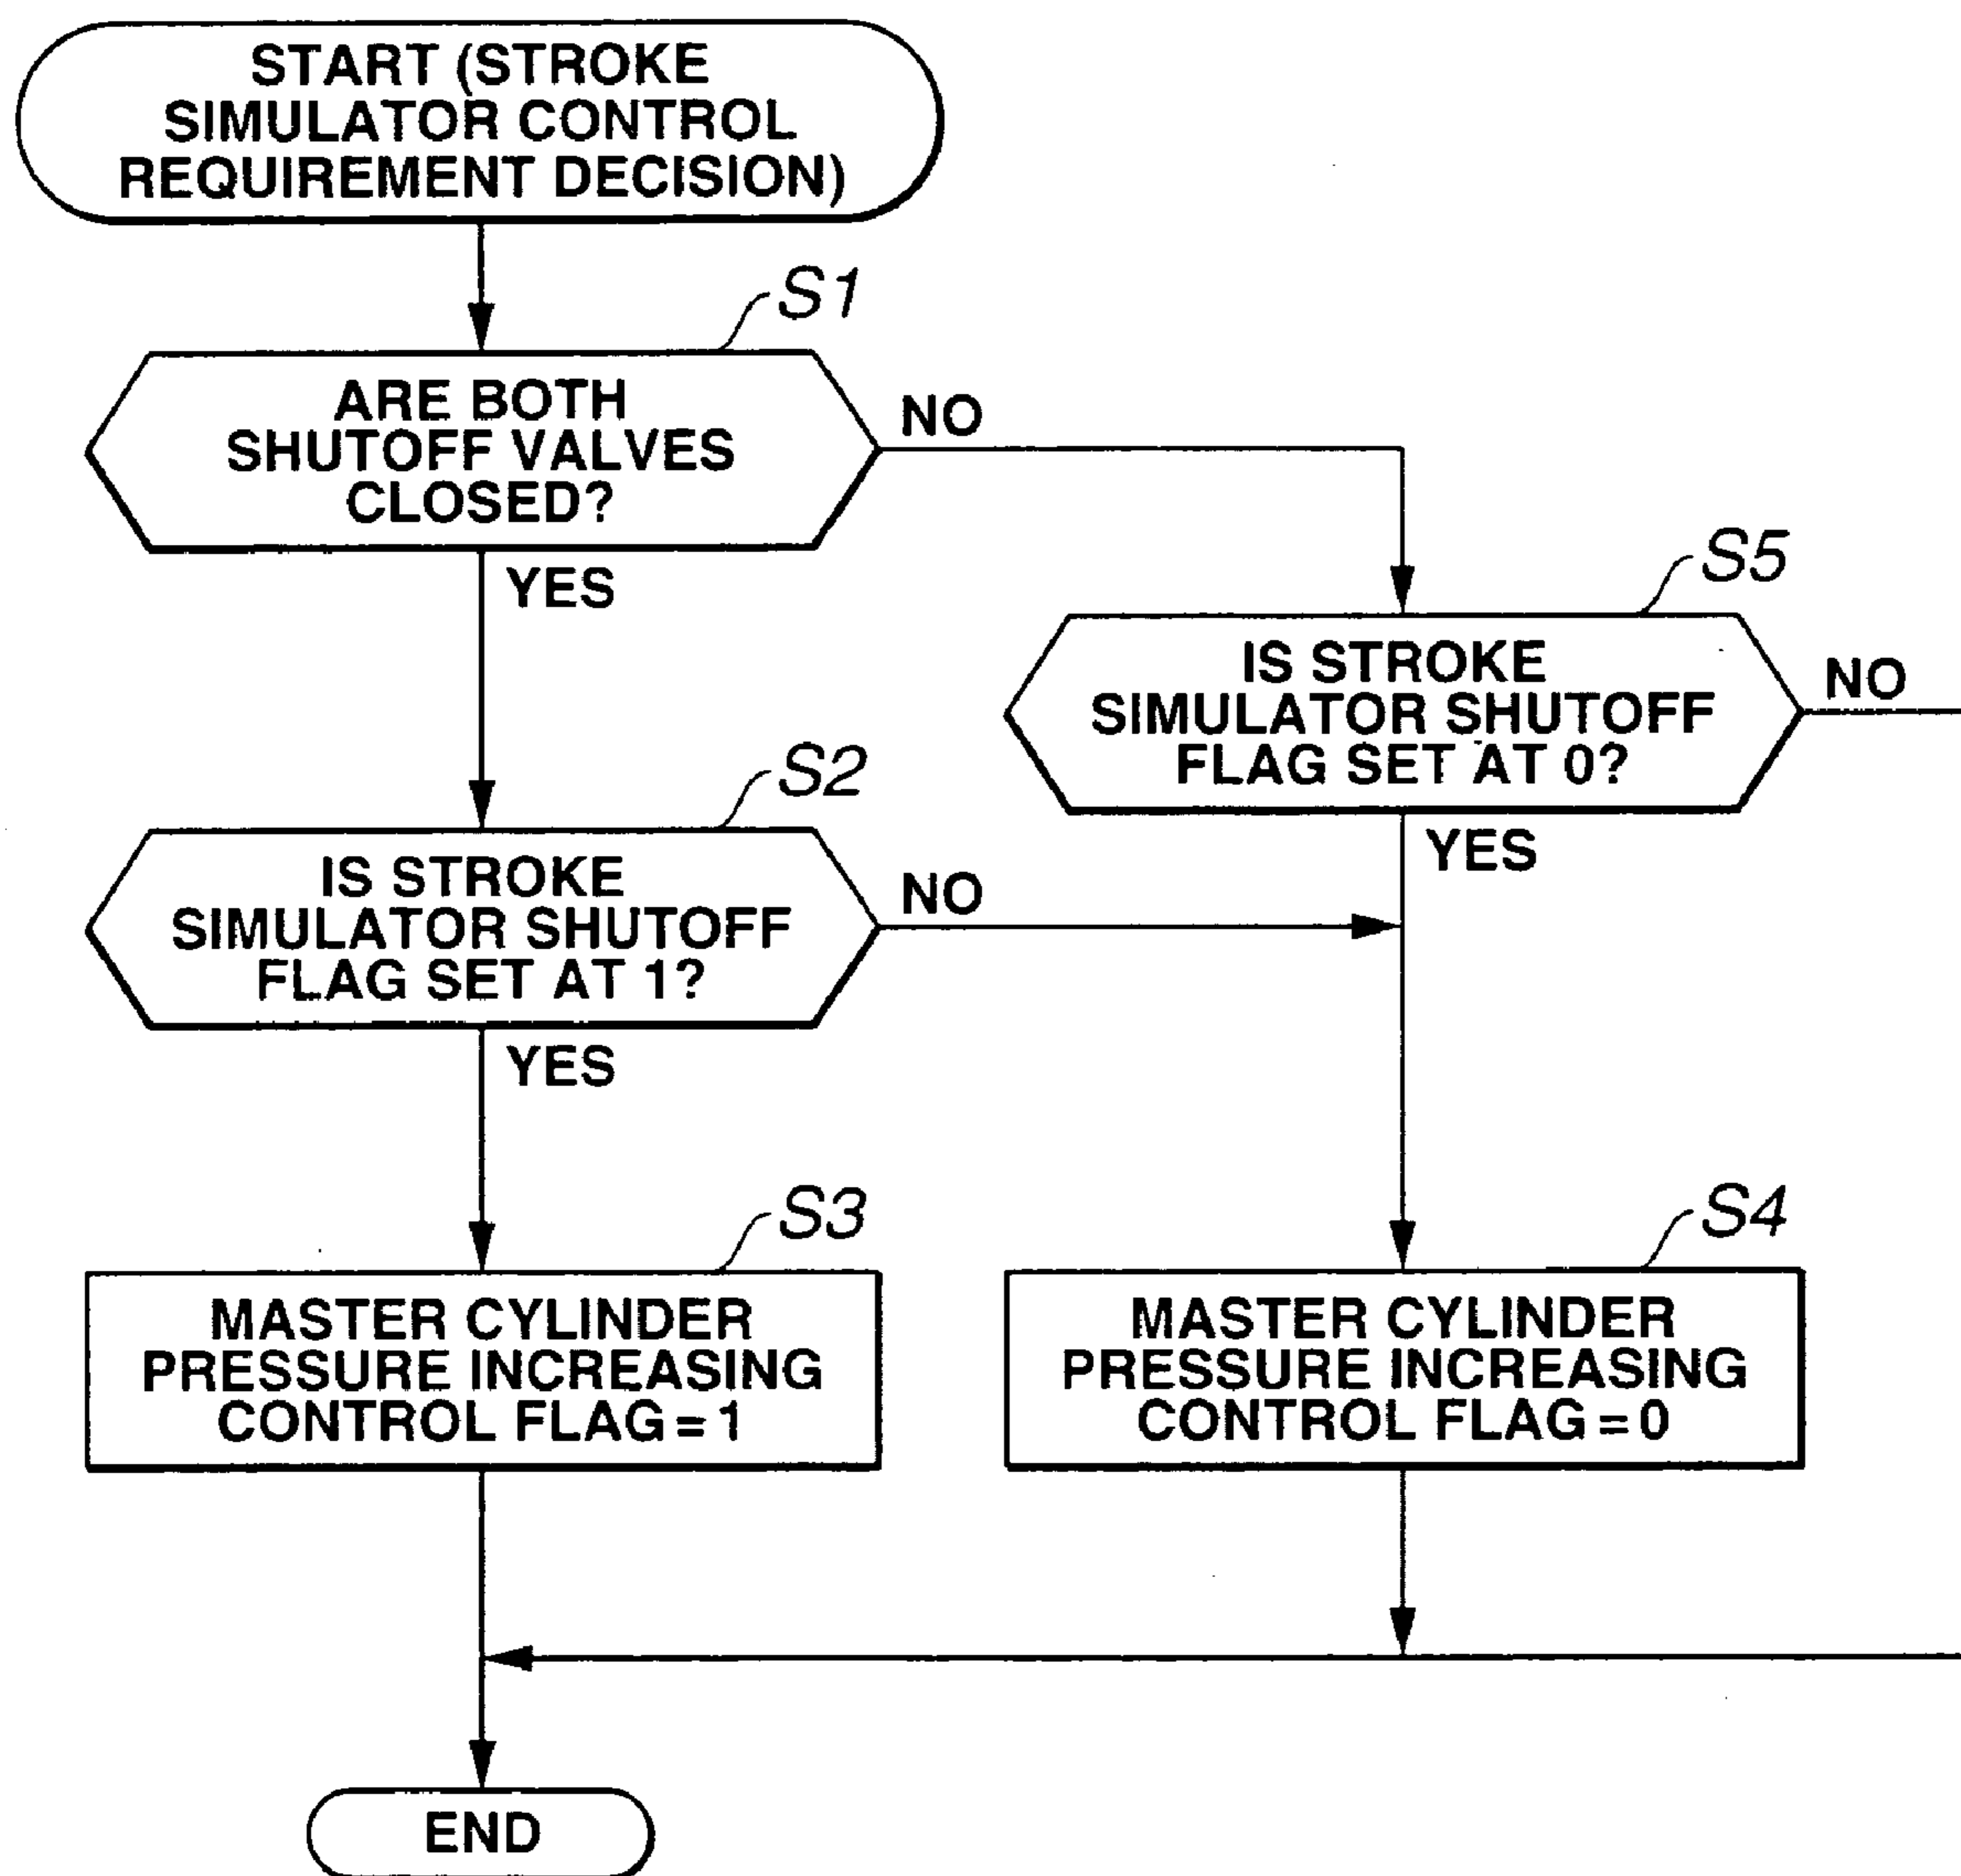 START (STROKE
SIMULATOR CONTROL
REQUIREMENT DECISION)
S1
ARE BOTH
SHUTOFF VALVES
CLOSED?
NO
YES
S5
IS STROKE
SIMULATOR SHUTOFF
FLAG SET AT 0?
NO
YES
S2
IS STROKE
SIMULATOR SHUTOFF
FLAG SET AT 1?
NO
YES
S3
MASTER CYLINDER
PRESSURE INCREASING
CONTROL FLAG = 1
S4
MASTER CYLINDER
PRESSURE INCREASING
CONTROL FLAG = 0
END